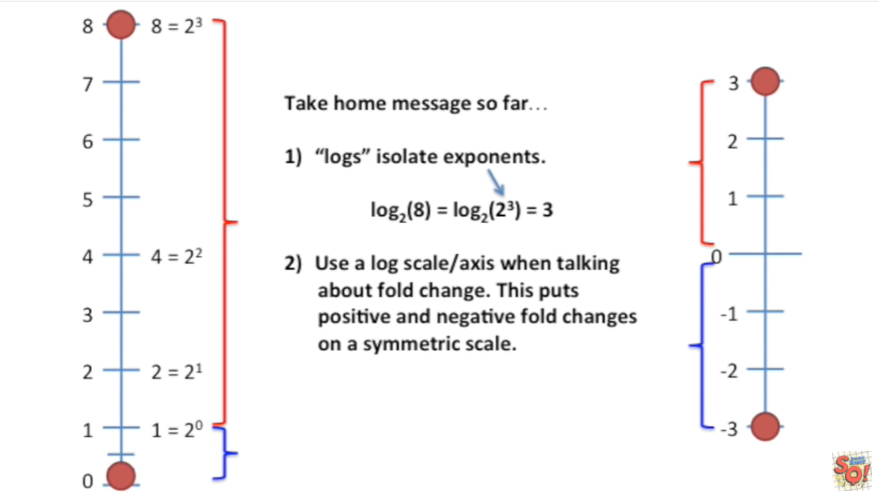 8
8 = 2³
7
6
5
4
4 = 2²
3
2
2 = 2¹
1
1 = 2⁰
0
Take home message so far…
1) “logs” isolate exponents.
log₂(8) = log₂(2³) = 3
2) Use a log scale/axis when talking
about fold change. This puts
positive and negative fold changes
on a symmetric scale.
3
2
1
0
-1
-2
-3
SQ!